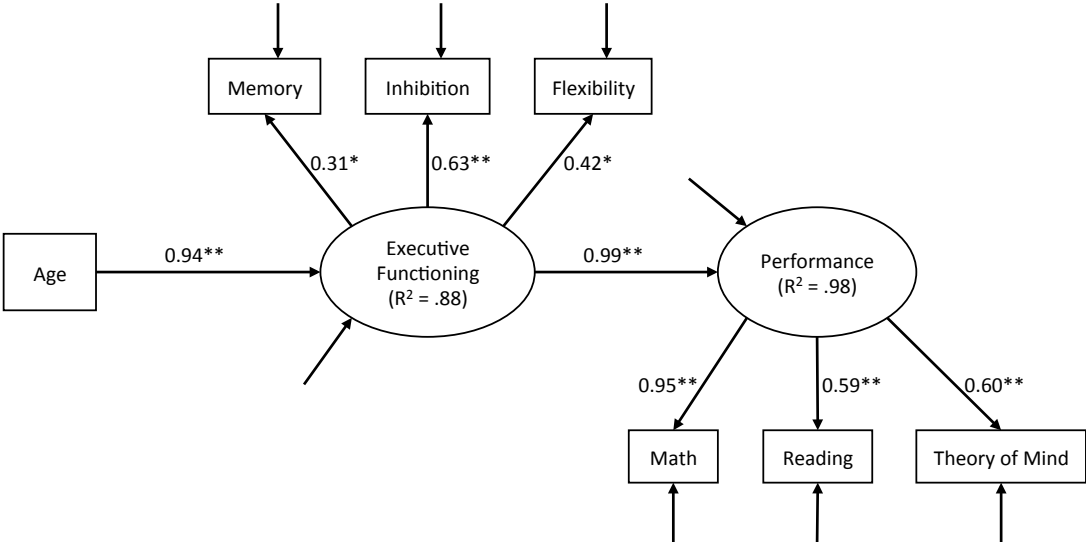 Memory
Inhibition
Flexibility
0.31*
0.63**
0.42*
Age
0.94**
Executive
Functioning
(R² = .88)
0.99**
Performance
(R² = .98)
0.95**
0.59**
0.60**
Math
Reading
Theory of Mind